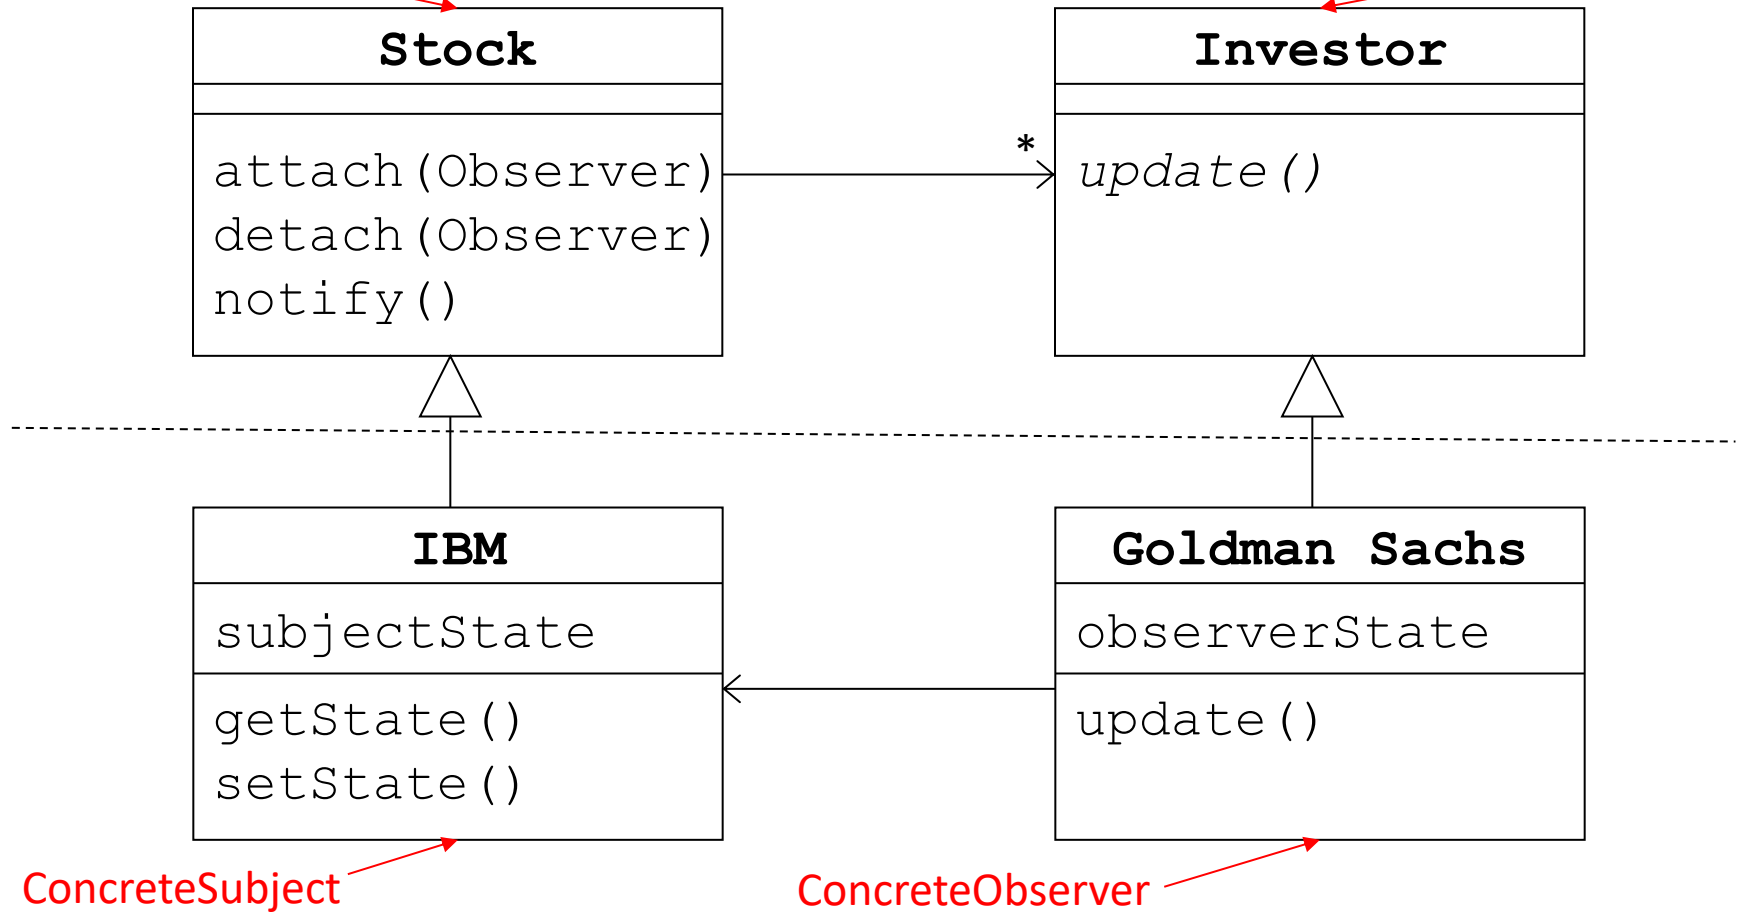 Stock
attach(Observer)
detach(Observer)
notify()
*
Investor
update()
IBM
subjectState
getState()
setState()
Goldman Sachs
observerState
update()
ConcreteSubject
ConcreteObserver